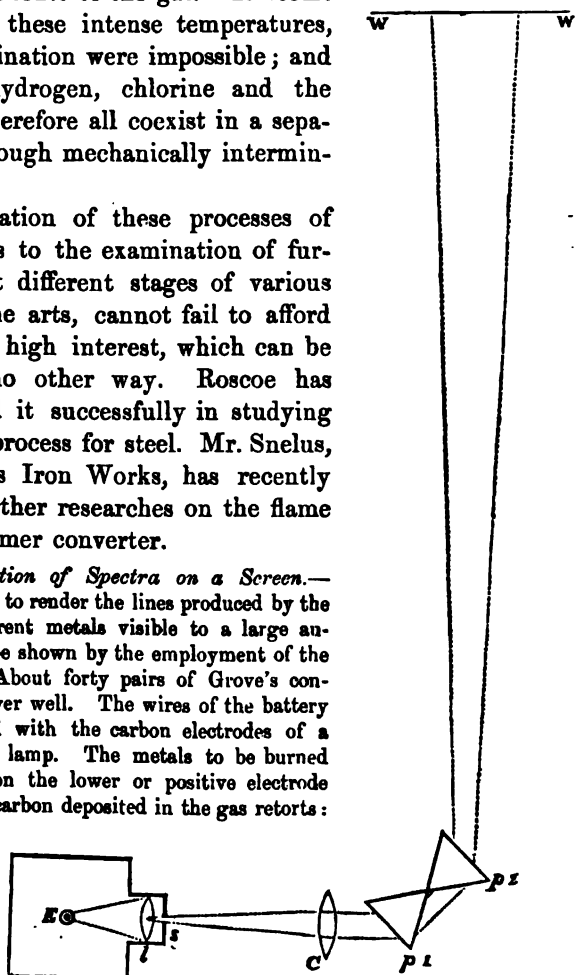 these intense temperatures,
ination were impossible; and
ydrogen, chlorine and the
erefore all coexist in a sepa-
ough mechanically intermin-
ation of these processes of
s to the examination of fur-
t different stages of various
e arts, cannot fail to afford
high interest, which can be
no other way. Roscoe has
it successfully in studying
process for steel. Mr. Snelus,
s Iron Works, has recently
ther researches on the flame
mer converter.
tion of Spectra on a Screen.—
to render the lines produced by the
rent metals visible to a large au-
e shown by the employment of the
About forty pairs of Grove's con-
ver well. The wires of the battery
with the carbon electrodes of a
lamp. The metals to be burned
on the lower or positive electrode
carbon deposited in the gas retorts:
W W
p 2
E l s C p 1